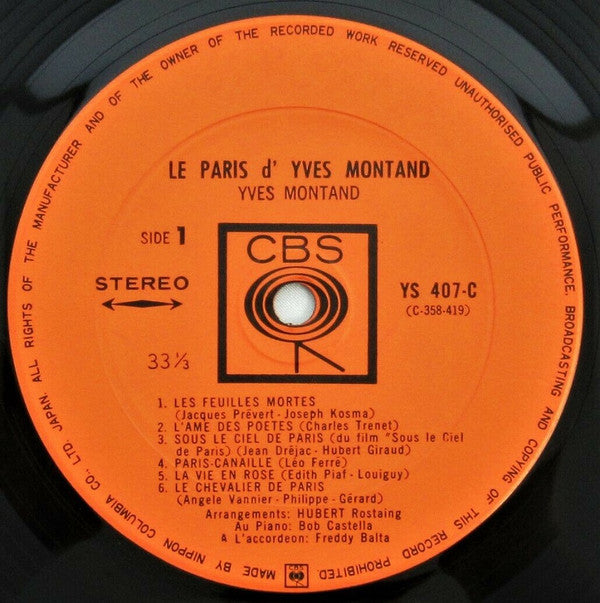 ALL RIGHTS OF THE MANUFACTURER AND OF THE OWNER OF THE RECORDED WORK RESERVED UNAUTHORISED PUBLIC PERFORMANCE, BROADCASTING AND COPYING OF THIS RECORD PROHIBITED
MADE BY NIPPON COLUMBIA CO., LTD. JAPAN
LE PARIS d' YVES MONTAND
YVES MONTAND
SIDE 1
CBS
STEREO
YS 407-C
(C-358-419)
33 1/3
1. LES FEUILLES MORTES
(Jacques Prévert - Joseph Kosma)
2. L'AME DES POETES (Charles Trenet)
3. SOUS LE CIEL DE PARIS (du film "Sous le Ciel
de Paris) (Jean Dréjac - Hubert Giraud)
4. PARIS-CANAILLE (Léo Ferré)
5. LA VIE EN ROSE (Edith Piaf - Louiguy)
6. LE CHEVALIER DE PARIS
(Angele Vannier - Philippe - Gérard)
Arrangements: HUBERT Rostaing
Au Piano: Bob Castella
A L'accordeon: Freddy Balta